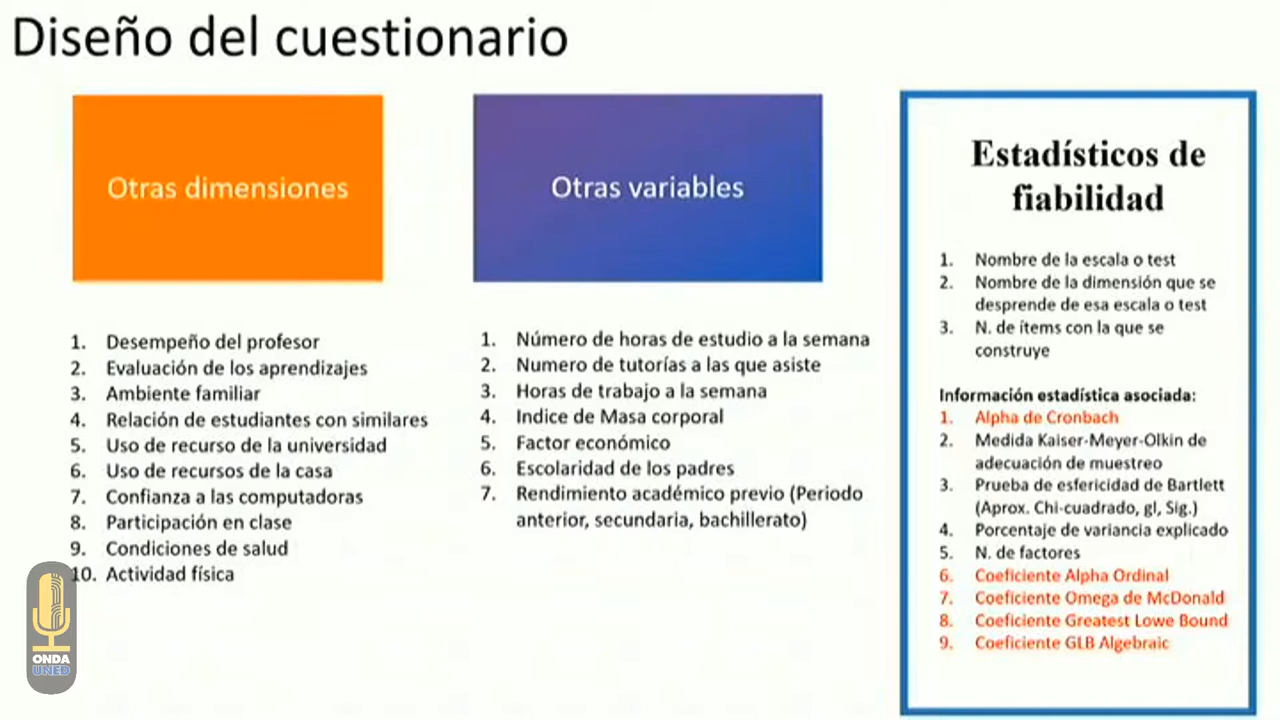 Diseño del cuestionario
Otras dimensiones
1. Desempeño del profesor
2. Evaluación de los aprendizajes
3. Ambiente familiar
4. Relación de estudiantes con similares
5. Uso de recurso de la universidad
6. Uso de recursos de la casa
7. Confianza a las computadoras
8. Participación en clase
9. Condiciones de salud
10. Actividad física
Otras variables
1. Número de horas de estudio a la semana
2. Numero de tutorías a las que asiste
3. Horas de trabajo a la semana
4. Indice de Masa corporal
5. Factor económico
6. Escolaridad de los padres
7. Rendimiento académico previo (Periodo
anterior, secundaria, bachillerato)
Estadísticos de
fiabilidad
1. Nombre de la escala o test
2. Nombre de la dimensión que se
desprende de esa escala o test
3. N. de ítems con la que se
construye
Información estadística asociada:
1. Alpha de Cronbach
2. Medida Kaiser-Meyer-Olkin de
adecuación de muestreo
3. Prueba de esfericidad de Bartlett
(Aprox. Chi-cuadrado, gl, Sig.)
4. Porcentaje de variancia explicado
5. N. de factores
6. Coeficiente Alpha Ordinal
7. Coeficiente Omega de McDonald
8. Coeficiente Greatest Lowe Bound
9. Coeficiente GLB Algebraic
ONDA
UNED